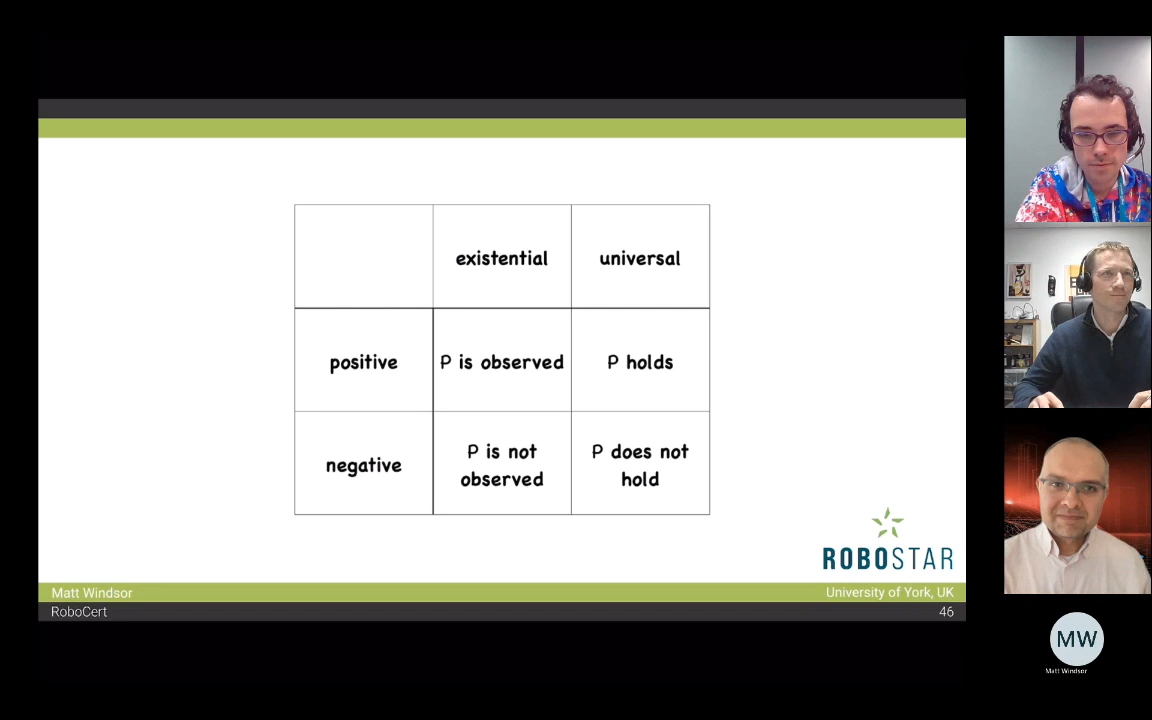 existential
universal
positive
P is observed
P holds
negative
P is not
observed
P does not
hold
ROBOSTAR
Matt Windsor
University of York, UK
RoboCert
46
MW
Matt Windsor